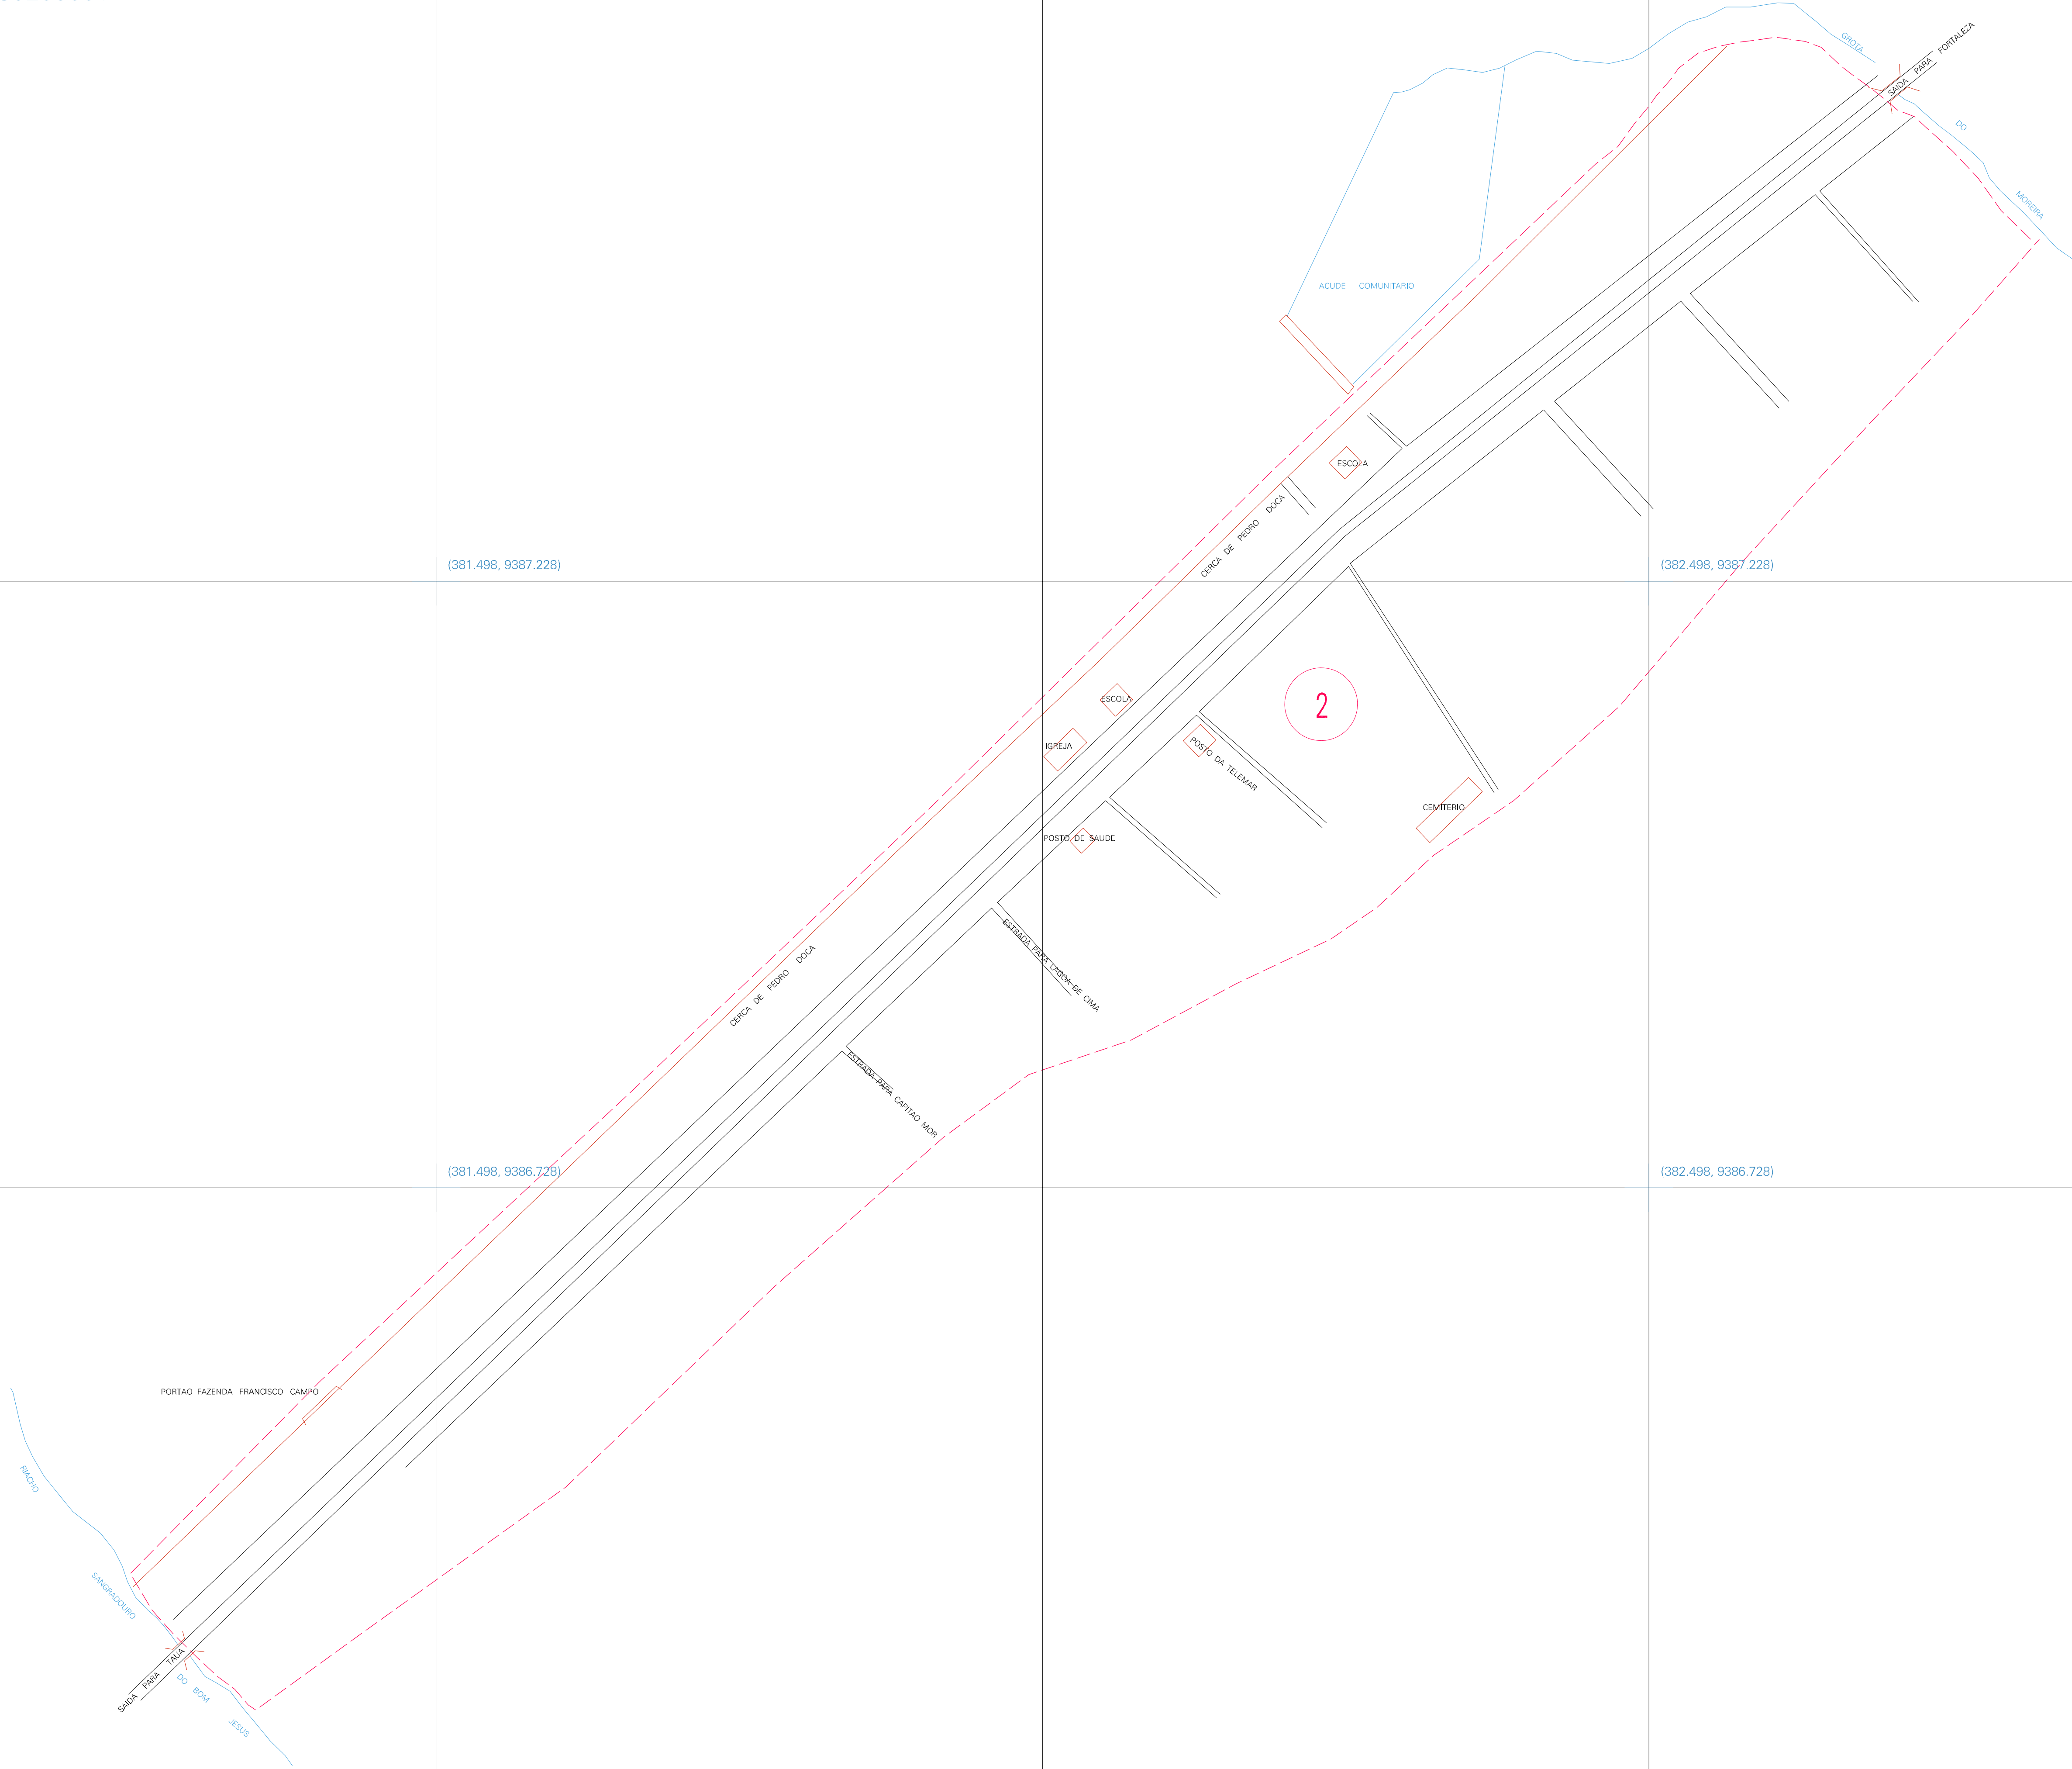 GROTA
SAIDA PARA FORTALEZA
DO
MOREIRA
ACUDE COMUNITARIO
ESCOLA
CERCA DE PEDRO DOCA
(381.498, 9387.228)
(382.498, 9387.228)
2
ESCOLA
IGREJA
POSTO DA TELEMAR
CEMITERIO
POSTO DE SAUDE
ESTRADA PARA LAGOA DE CIMA
CERCA DE PEDRO DOCA
ESTRADA PARA CAPITAO MOR
(381.498, 9386.728)
(382.498, 9386.728)
PORTAO FAZENDA FRANCISCO CAMPO
RIACHO
SANGRADOURO
SAIDA PARA TAUA
DO BOM
JESUS